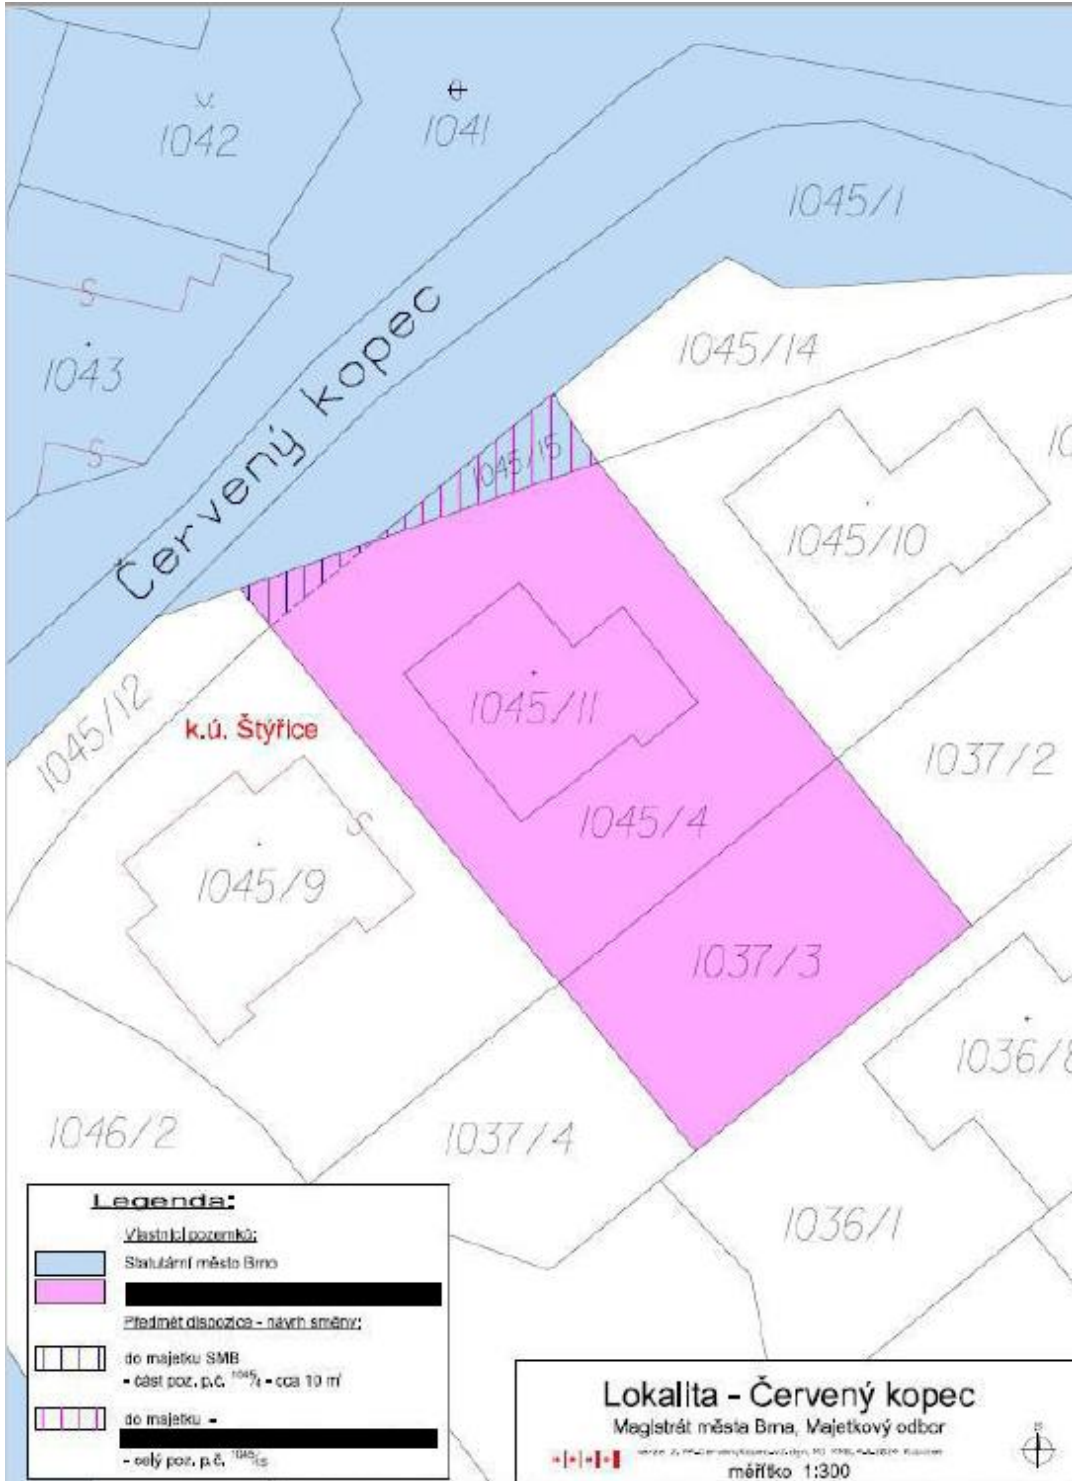 1042
1041
1045/1
S
1043
S
Červený kopec
1045/14
1045/15
1045/10
1045/12
k.ú. Štýřice
1045/11
1037/2
1045/4
S
1045/9
1037/3
1036/8
1046/2
1037/4
1036/1
Legenda:
Vlastníci pozemků:
Statutární město Brno
Předmět dispozice - návrh směny:
do majetku SMB
- část poz. p.č. 1045/4 - cca 10 m²
do majetku -
- celý poz. p.č. 1045/15
Lokalita - Červený kopec
Magistrát města Brna, Majetkový odbor
měřítko 1:300